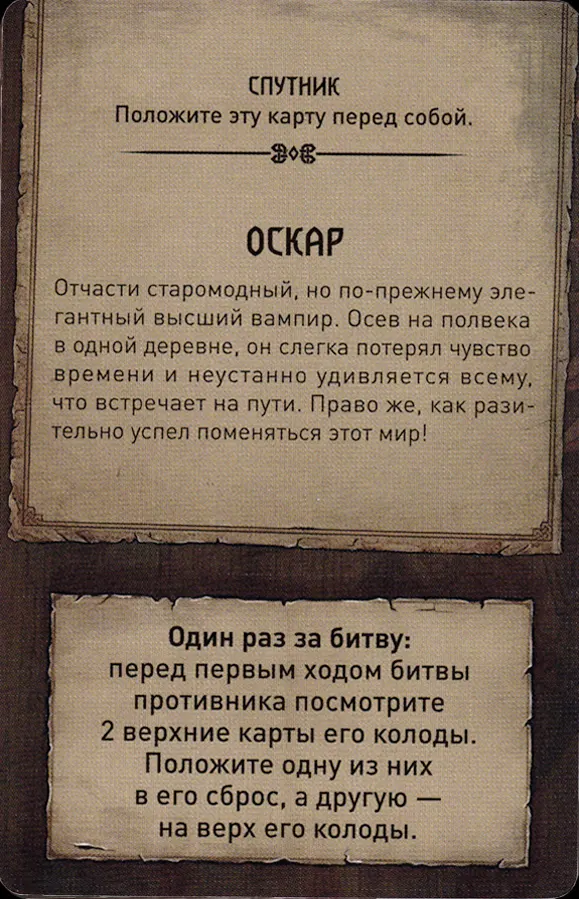 СПУТНИК
Положите эту карту перед собой.
ОСКАР
Отчасти старомодный, но по-прежнему эле-
гантный высший вампир. Осев на полвека
в одной деревне, он слегка потерял чувство
времени и неустанно удивляется всему,
что встречает на пути. Право же, как рази-
тельно успел поменяться этот мир!
Один раз за битву:
перед первым ходом битвы
противника посмотрите
2 верхние карты его колоды.
Положите одну из них
в его сброс, а другую —
на верх его колоды.